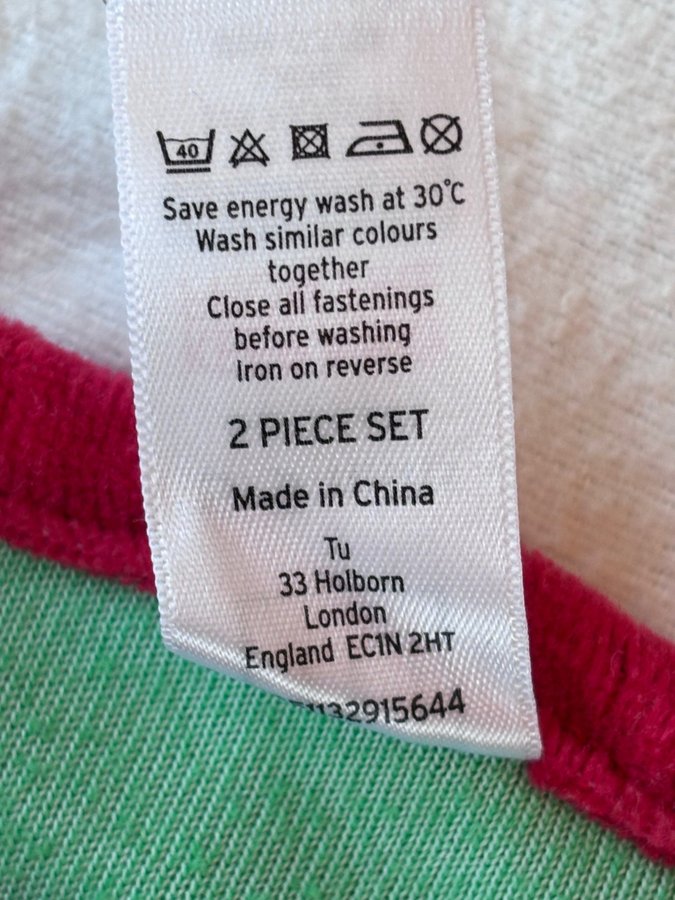 40
Save energy wash at 30°C
Wash similar colours
together
Close all fastenings
before washing
Iron on reverse
2 PIECE SET
Made in China
Tu
33 Holborn
London
England EC1N 2HT